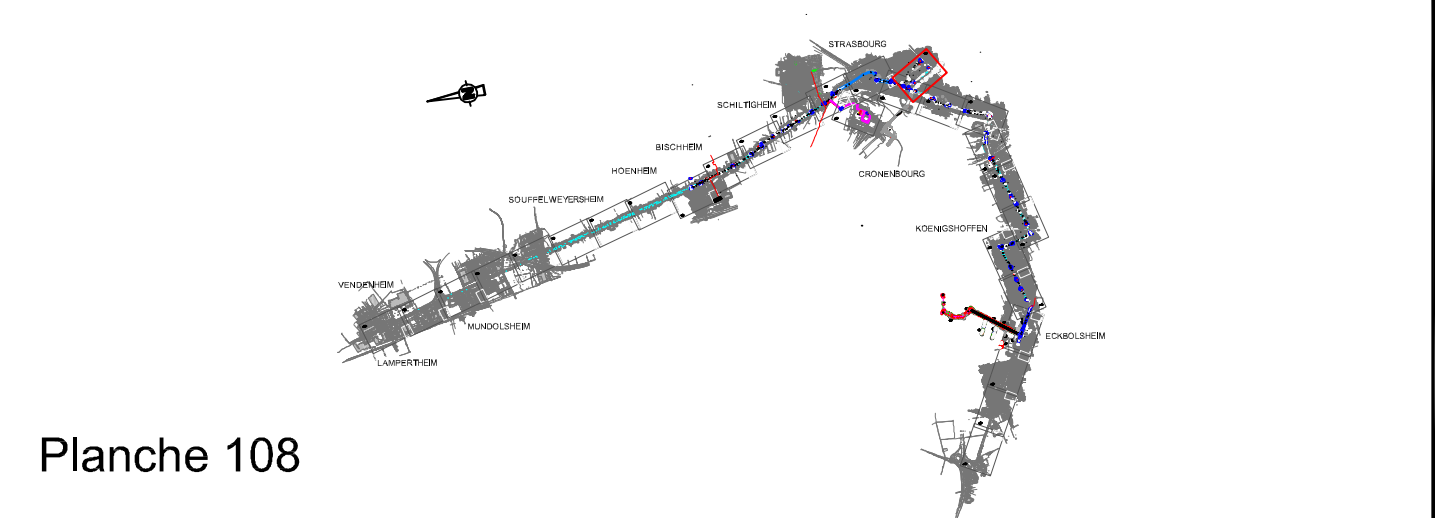 STRASBOURG
N
SCHILTIGHEIM
BISCHHEIM
HOENHEIM
CRONENBOURG
SOUFFELWEYERSHEIM
KOENIGSHOFFEN
VENDENHEIM
MUNDOLSHEIM
ECKBOLSHEIM
LAMPERTHEIM
Planche 108